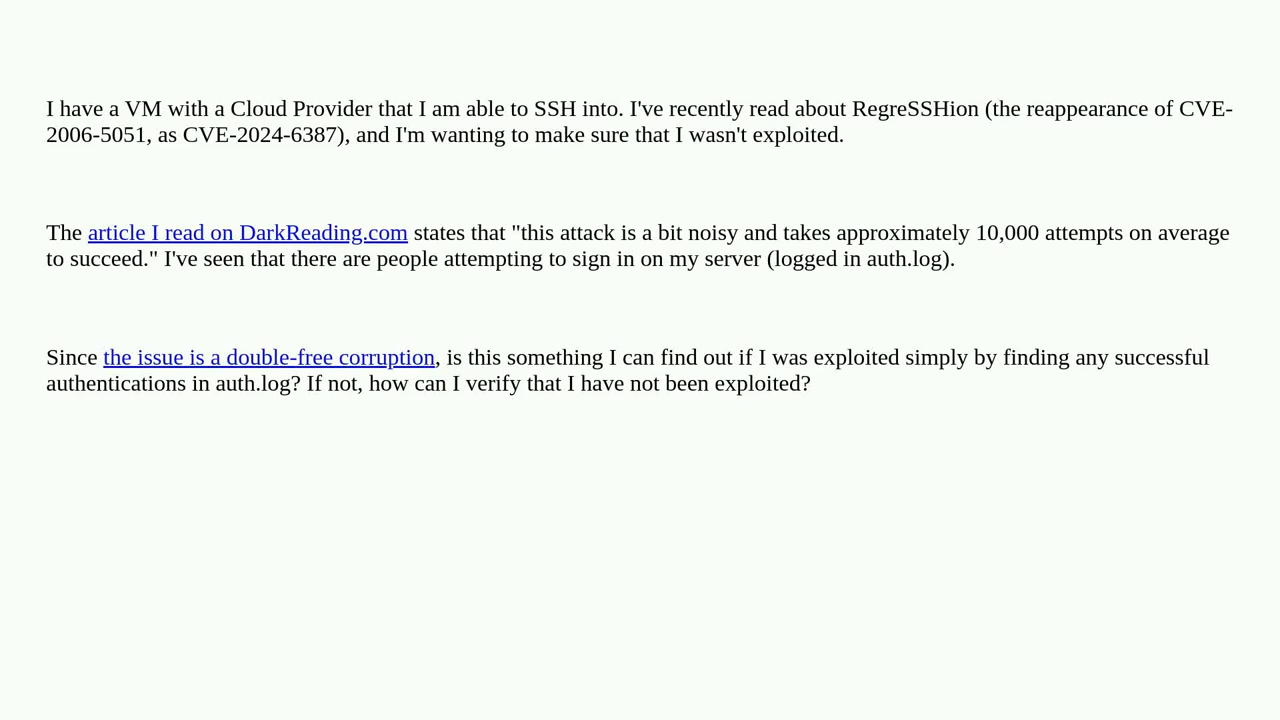 I have a VM with a Cloud Provider that I am able to SSH into. I've recently read about RegreSSHion (the reappearance of CVE-
2006-5051, as CVE-2024-6387), and I'm wanting to make sure that I wasn't exploited.
The article I read on DarkReading.com states that "this attack is a bit noisy and takes approximately 10,000 attempts on average
to succeed." I've seen that there are people attempting to sign in on my server (logged in auth.log).
Since the issue is a double-free corruption, is this something I can find out if I was exploited simply by finding any successful
authentications in auth.log? If not, how can I verify that I have not been exploited?